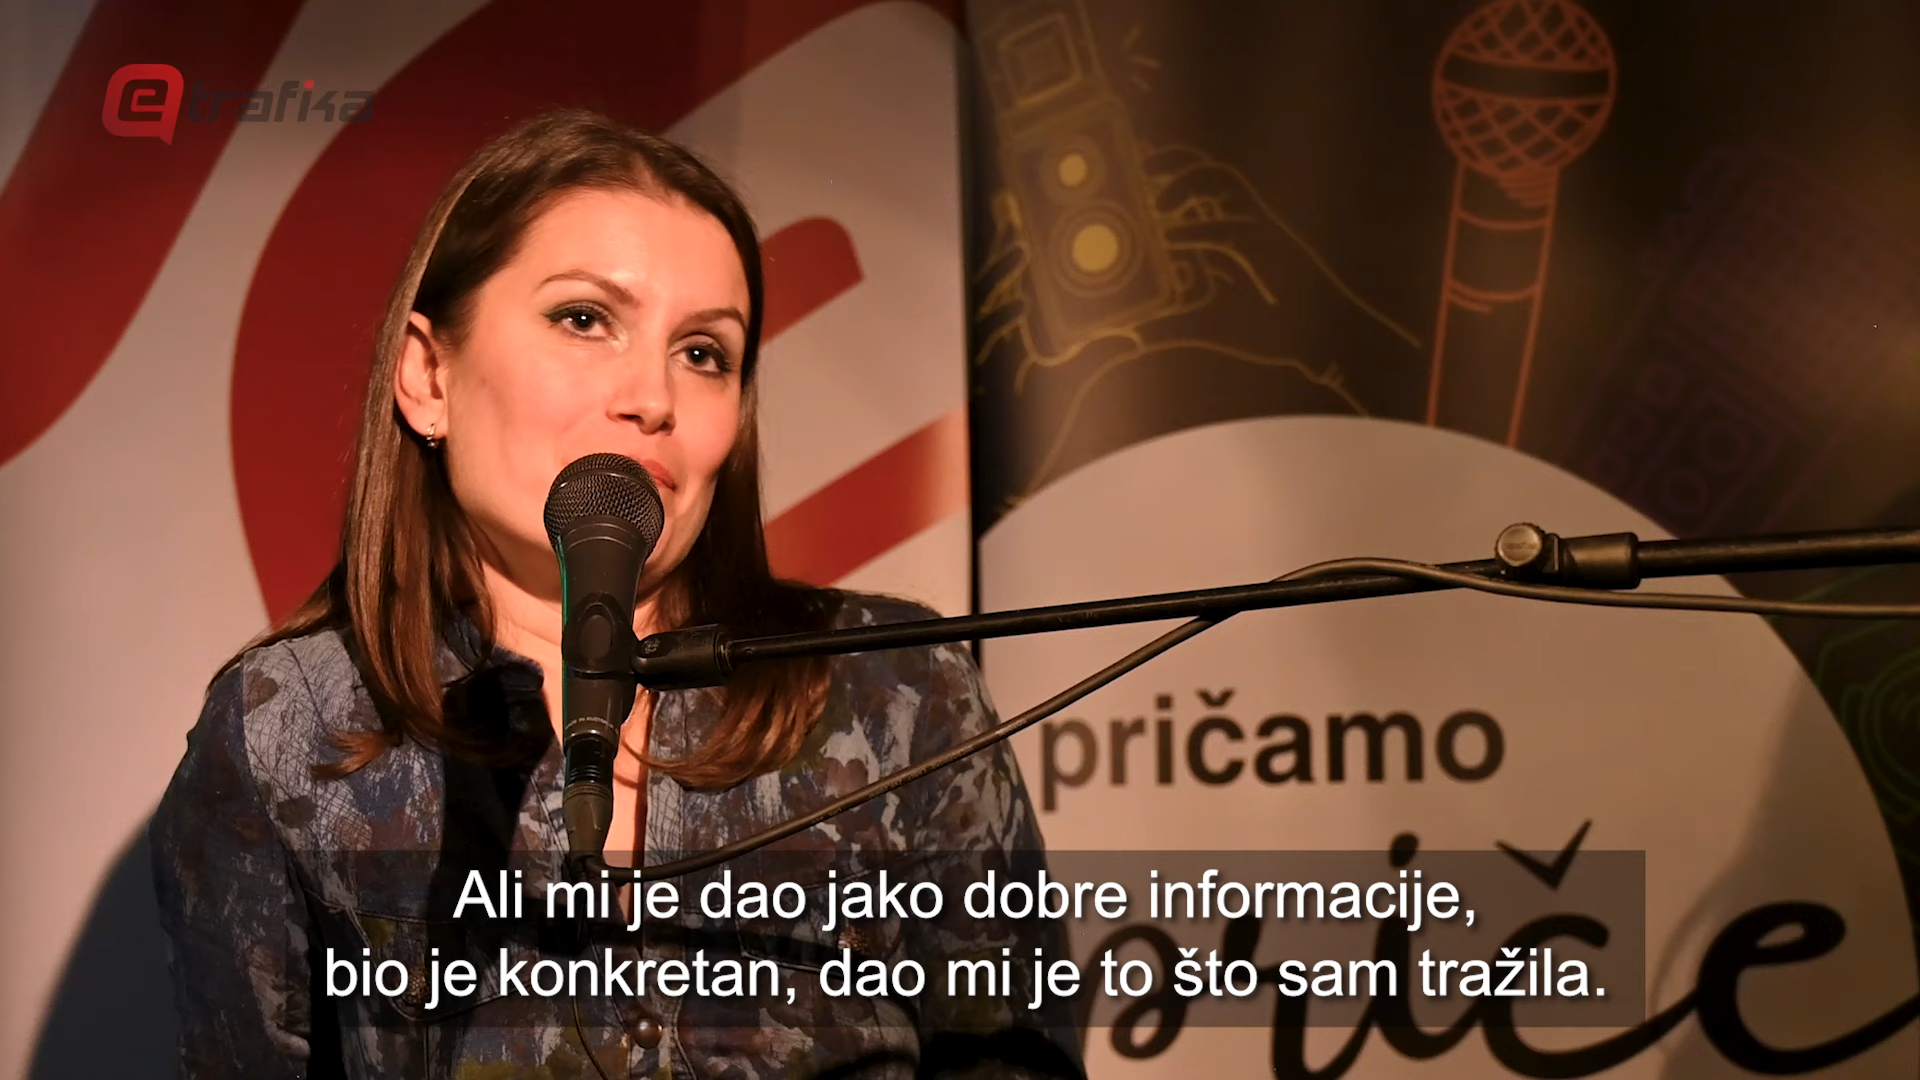 etrafika
pričamo
priče
Ali mi je dao jako dobre informacije,
bio je konkretan, dao mi je to što sam tražila.